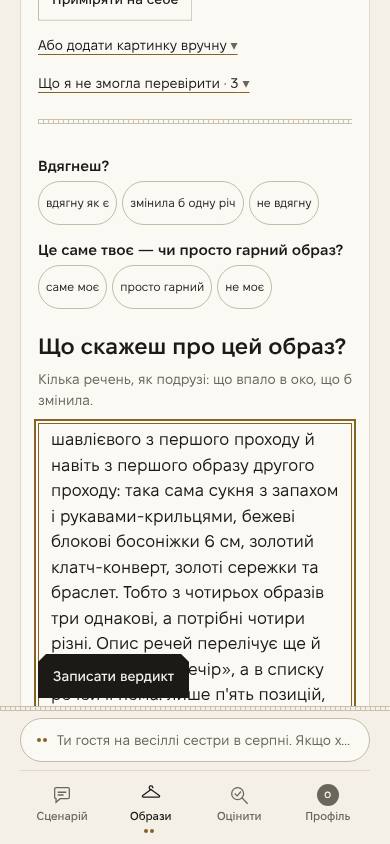 Приміряти на себе
Або додати картинку вручну ▾
Що я не змогла перевірити · 3 ▾
Вдягнеш?
вдягну як є
змінила б одну річ
не вдягну
Це саме твоє — чи просто гарний образ?
саме моє
просто гарний
не моє
Що скажеш про цей образ?
Кілька речень, як подрузі: що впало в око, що б
змінила.
шавлієвого з першого проходу й
навіть з першого образу другого
проходу: така сама сукня з запахом
і рукавами-крильцями, бежеві
блокові босоніжки 6 см, золотий
клатч-конверт, золоті сережки та
браслет. Тобто з чотирьох образів
три однакові, а потрібні чотири
різні. Опис речей перелічує ще й
Записати вердикт
а в списку
лише п'ять позицій,
Ти гостя на весіллі сестри в серпні. Якщо х...
Сценарій
Образи
Оцінити
О
Профіль